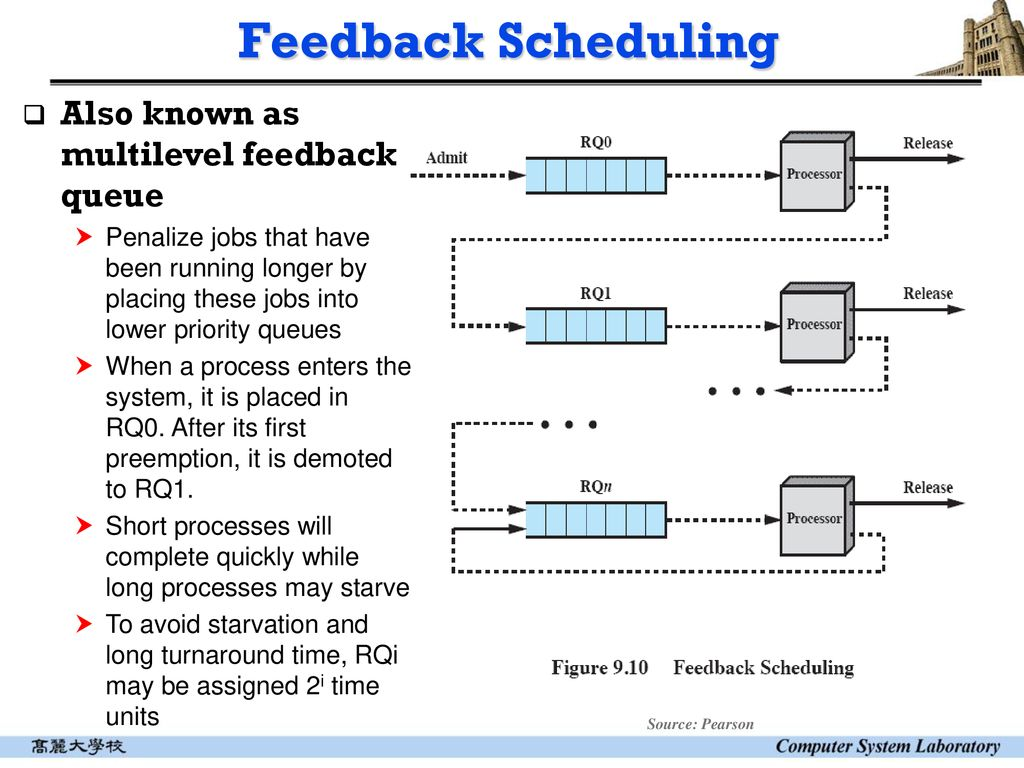 Feedback Scheduling
Also known as
multilevel feedback
queue
Penalize jobs that have
been running longer by
placing these jobs into
lower priority queues
When a process enters the
system, it is placed in
RQ0. After its first
preemption, it is demoted
to RQ1.
Short processes will
complete quickly while
long processes may starve
To avoid starvation and
long turnaround time, RQi
may be assigned 2ⁱ time
units
Admit
RQ0
Processor
Release
RQ1
Processor
Release
• • •
• • •
RQn
Processor
Release
Figure 9.10 Feedback Scheduling
Source: Pearson
高麗大學校
Computer System Laboratory